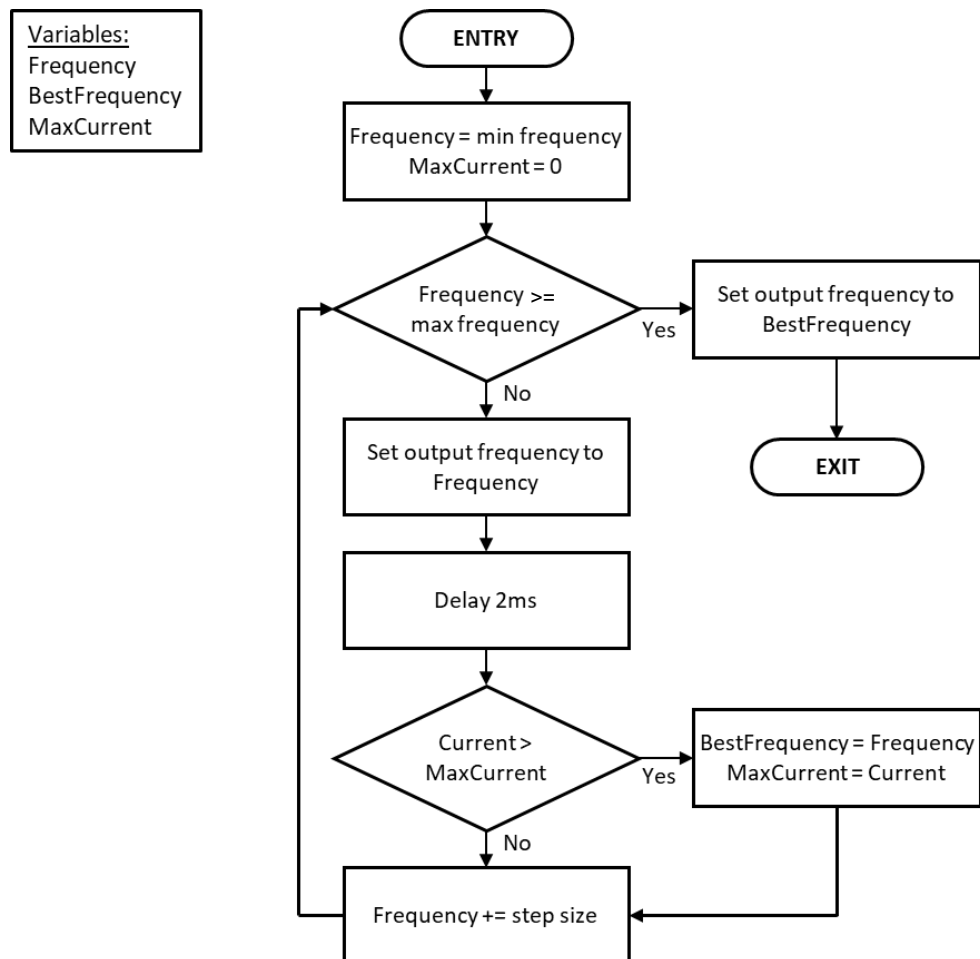 Variables:
Frequency
BestFrequency
MaxCurrent
ENTRY
Frequency = min frequency
MaxCurrent = 0
Frequency >=
max frequency
Yes
Set output frequency to
BestFrequency
EXIT
No
Set output frequency to
Frequency
Delay 2ms
Current >
MaxCurrent
Yes
BestFrequency = Frequency
MaxCurrent = Current
No
Frequency += step size